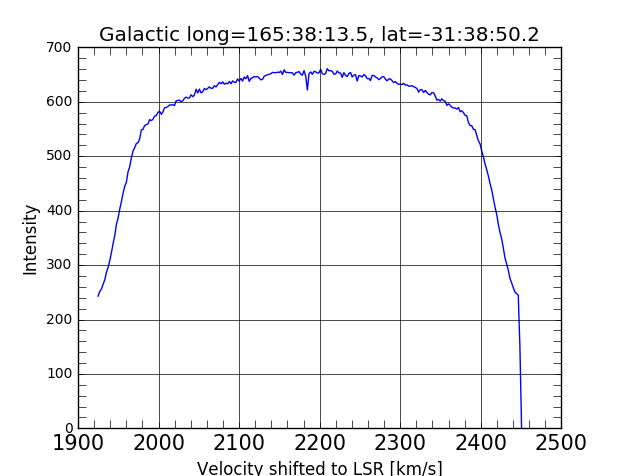 Galactic long=165:38:13.5, lat=-31:38:50.2
700
600
500
400
300
200
100
0
Intensity
1900 2000 2100 2200 2300 2400 2500
Velocity shifted to LSR [km/s]